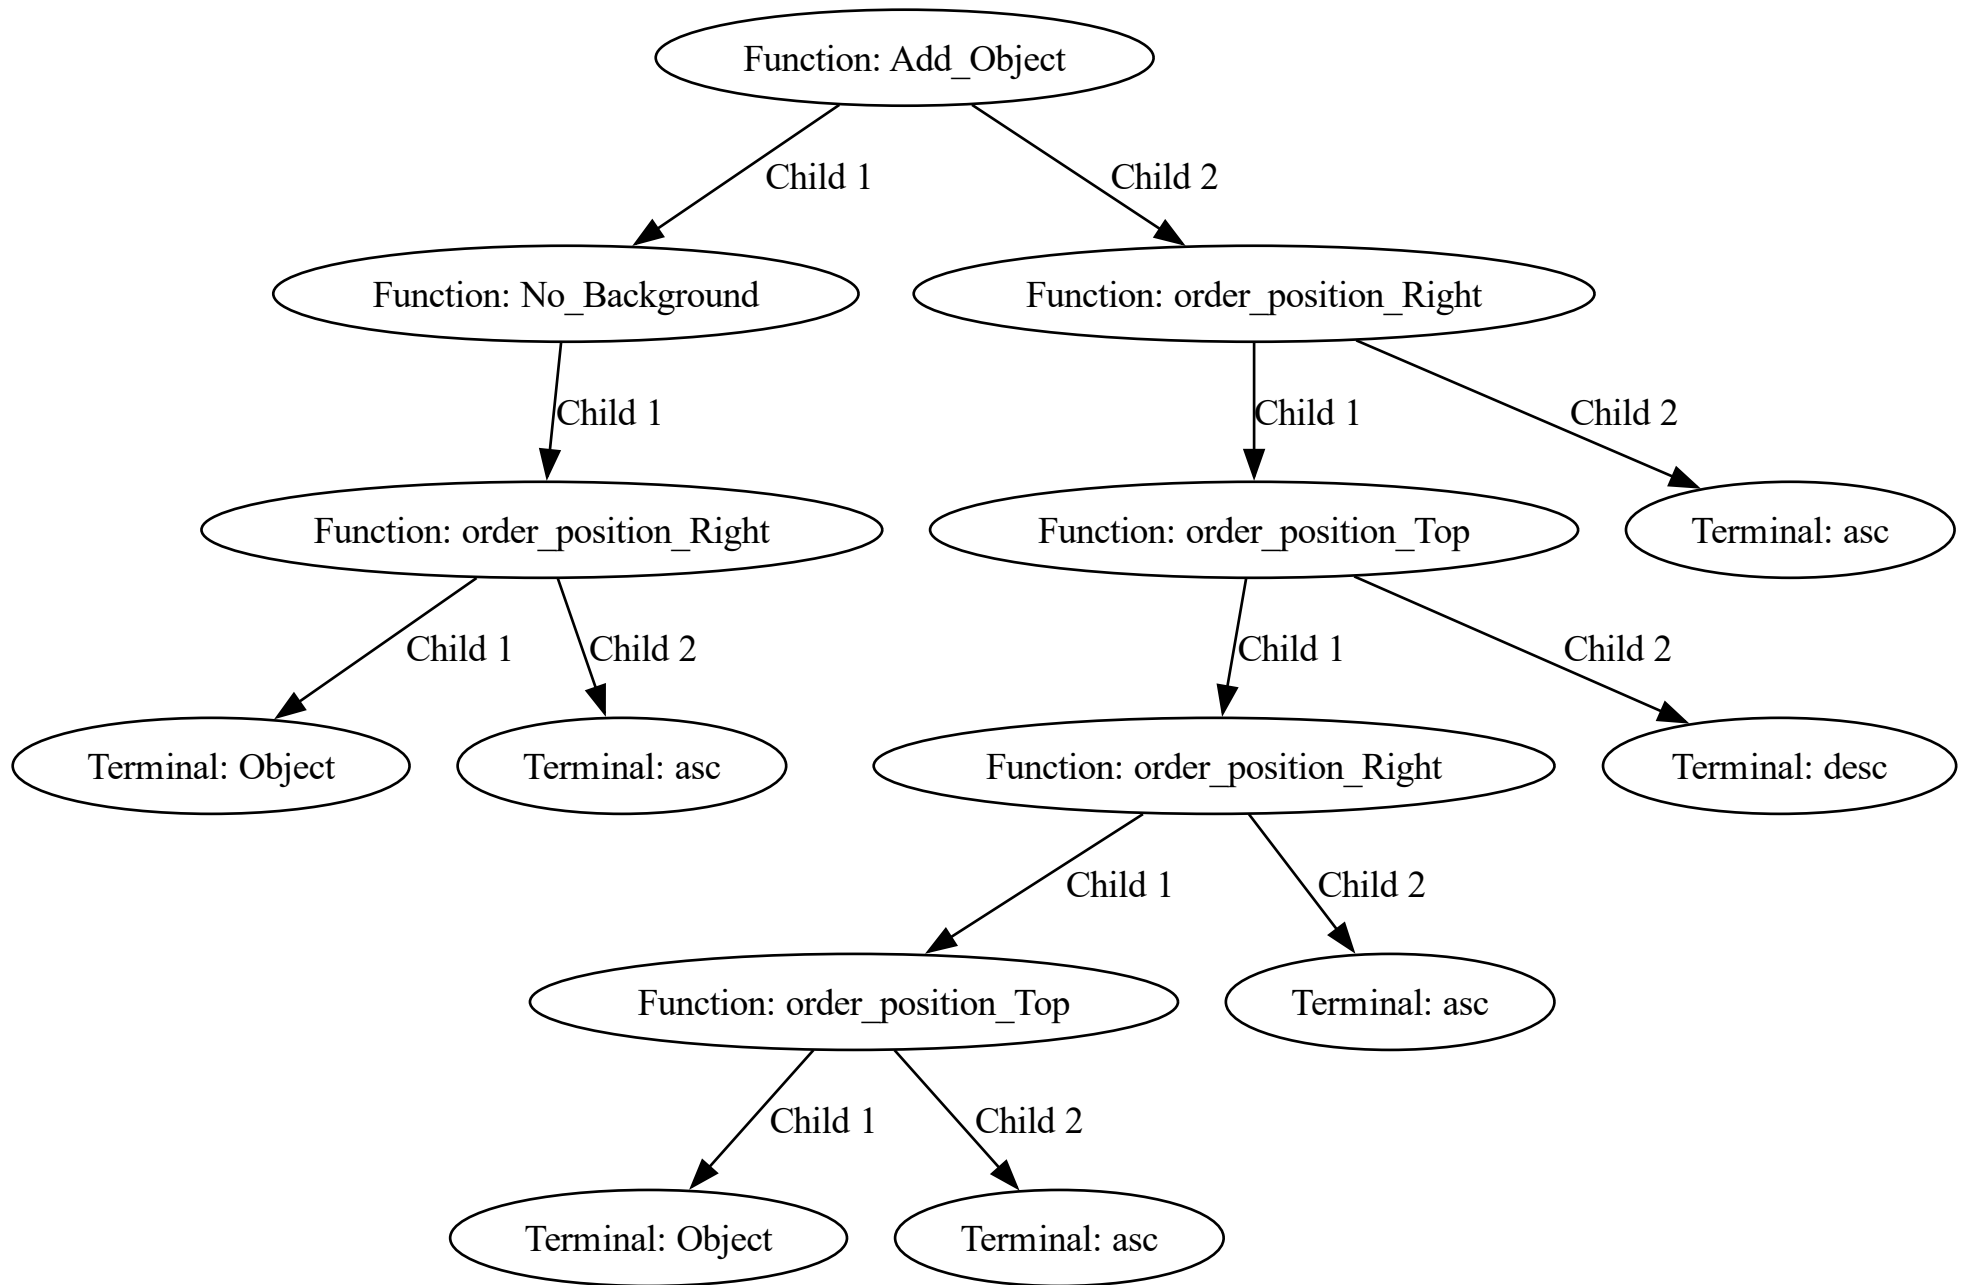 Function: Add_Object
Child 1
Child 2
Function: No_Background
Function: order_position_Right
Child 1
Child 1
Child 2
Function: order_position_Right
Function: order_position_Top
Terminal: asc
Child 1
Child 2
Child 1
Child 2
Terminal: Object
Terminal: asc
Function: order_position_Right
Terminal: desc
Child 1
Child 2
Function: order_position_Top
Terminal: asc
Child 1
Child 2
Terminal: Object
Terminal: asc